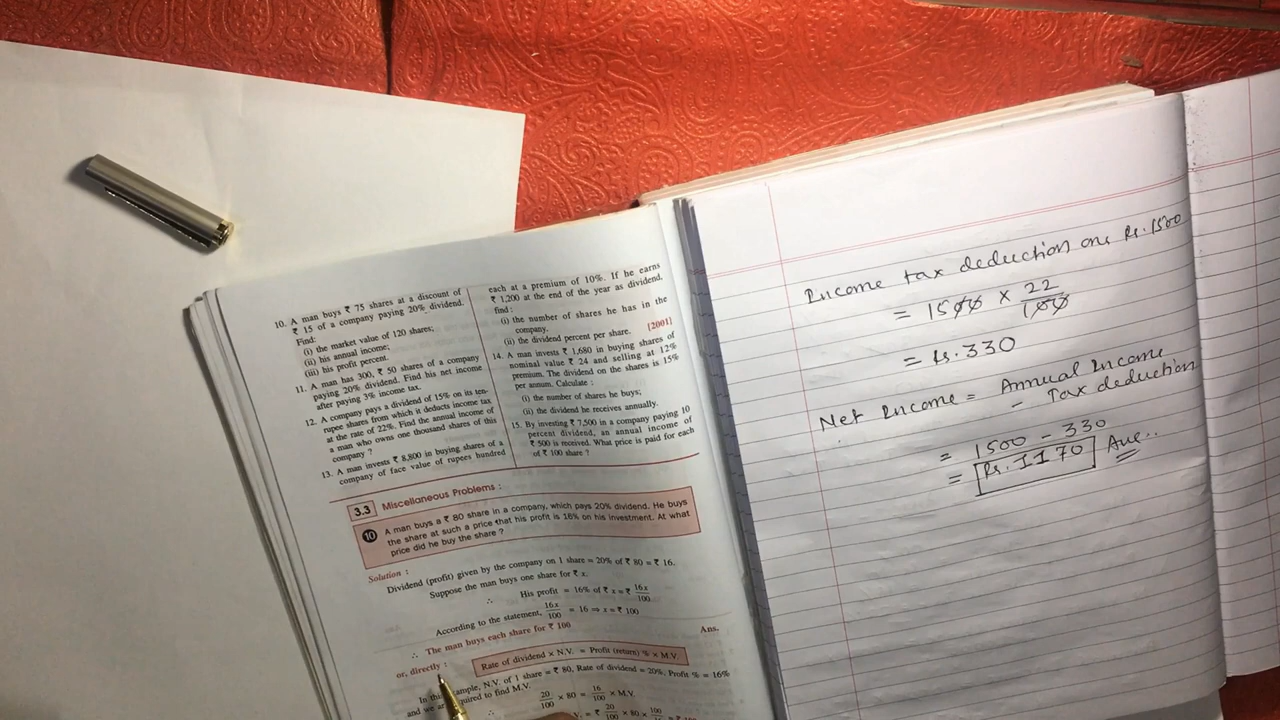 10. A man buys ₹ 75 shares at a discount of
₹ 15 of a company paying 20% dividend.
Find:
(i) the market value of 120 shares;
(ii) his annual income;
(iii) his profit percent.
11. A man has 300, ₹ 50 shares of a company
paying 20% dividend. Find his net income
after paying 3% income tax.
12. A company pays a dividend of 15% on its ten-
rupee shares from which it deducts income tax
at the rate of 22%. Find the annual income of
a man who owns one thousand shares of this
company ?
13. A man invests ₹ 8,800 in buying shares of a
company of face value of rupees hundred
each at a premium of 10%. If he earns
₹ 1,200 at the end of the year as dividend,
find :
(i) the number of shares he has in the
company.
(ii) the dividend percent per share. [2001]
14. A man invests ₹ 1,680 in buying shares of
nominal value ₹ 24 and selling at 12%
premium. The dividend on the shares is 15%
per annum. Calculate :
(i) the number of shares he buys;
(ii) the dividend he receives annually.
15. By investing ₹ 7,500 in a company paying 10
percent dividend, an annual income of
₹ 500 is received. What price is paid for each
of ₹ 100 share ?
3.3 Miscellaneous Problems :
10 A man buys a ₹ 80 share in a company, which pays 20% dividend. He buys
the share at such a price that his profit is 16% on his investment. At what
price did he buy the share ?
Solution :
Dividend (profit) given by the company on 1 share = 20% of ₹ 80 = ₹ 16.
Suppose the man buys one share for ₹ x.
∴ His profit = 16% of ₹ x = ₹ 16x/100
According to the statement, 16x/100 = 16 ⇒ x = ₹ 100
∴ The man buys each share for ₹ 100 Ans.
or, directly : Rate of dividend × N.V. = Profit (return) % × M.V.
In this ample, N.V. of 1 share = ₹ 80, Rate of dividend = 20%, Profit % = 16%
and we a quired to find M.V.
∴ 20/100 × 80 = 16/100 × M.V.
= ₹ 20/100 × 80 × 100
Income tax deduction one Rs. 1500
= 1500 × 22/100
= Rs. 330
Net Income = Annual Income
- Tax deduction
= 1500 - 330
= Rs. 1170 Ans..